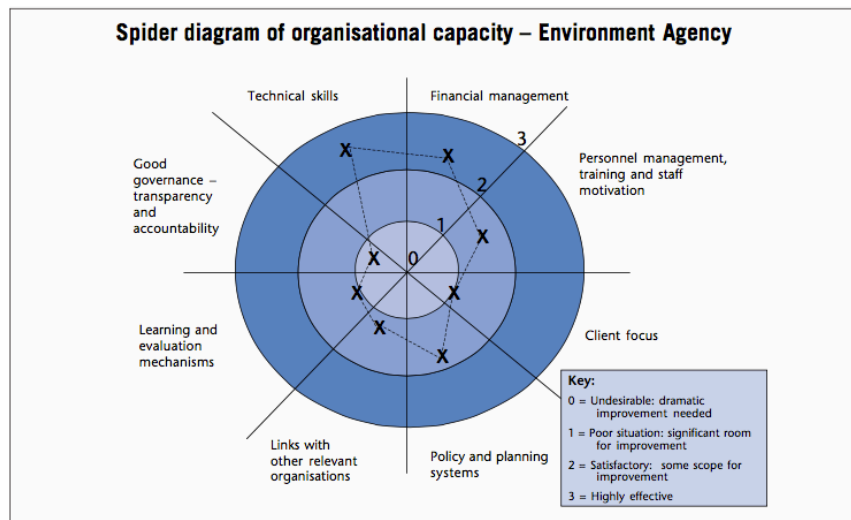 Spider diagram of organisational capacity – Environment Agency
Technical skills
Financial management
Good
governance –
transparency
and
accountability
3
2
1
0
X
X
X
X
X
X
X
X
Personnel management,
training and staff
motivation
Learning and
evaluation
mechanisms
Client focus
Links with
other relevant
organisations
Policy and planning
systems
Key:
0 = Undesirable: dramatic
improvement needed
1 = Poor situation: significant room
for improvement
2 = Satisfactory: some scope for
improvement
3 = Highly effective